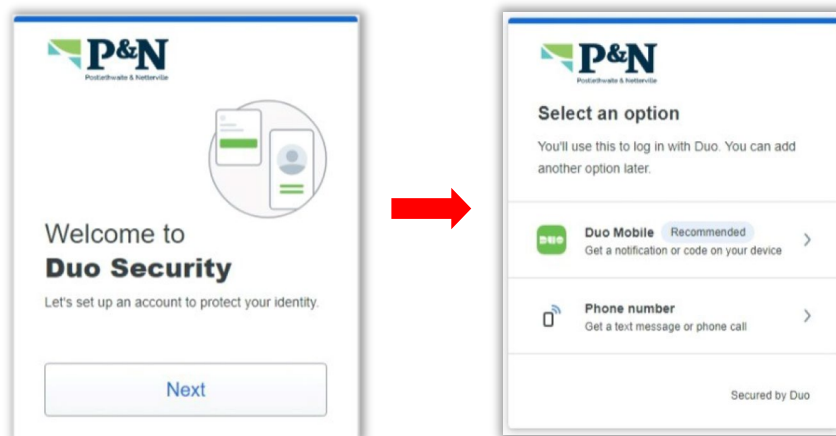 P&N
Postlethwaite & Netterville
Welcome to
Duo Security
Let's set up an account to protect your identity.
Next
P&N
Postlethwaite & Netterville
Select an option
You'll use this to log in with Duo. You can add
another option later.
DUO
Duo Mobile Recommended
Get a notification or code on your device
Phone number
Get a text message or phone call
Secured by Duo